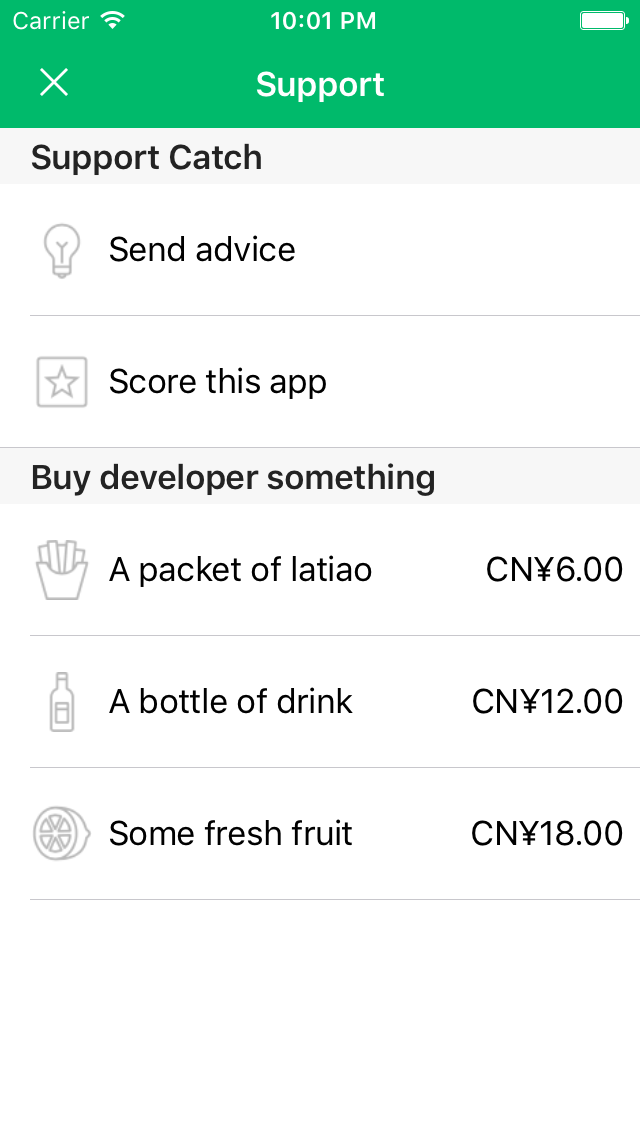 Carrier 10:01 PM
Support
Support Catch
Send advice
Score this app
Buy developer something
A packet of latiao CN¥6.00
A bottle of drink CN¥12.00
Some fresh fruit CN¥18.00